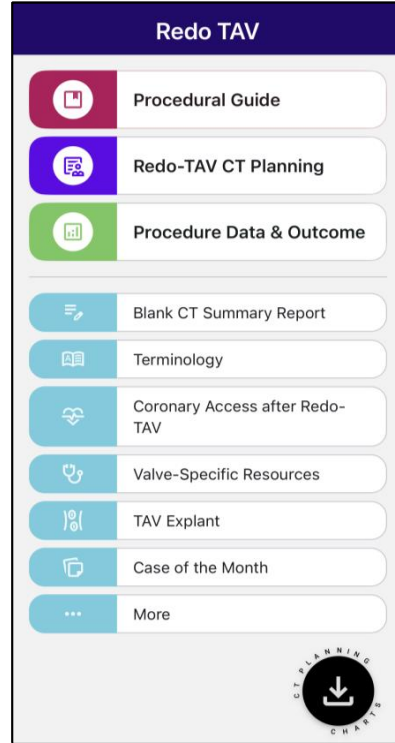 Redo TAV
Procedural Guide
Redo-TAV CT Planning
Procedure Data & Outcome
Blank CT Summary Report
Terminology
Coronary Access after Redo-
TAV
Valve-Specific Resources
TAV Explant
Case of the Month
More
CT PLANNING
CHARTS